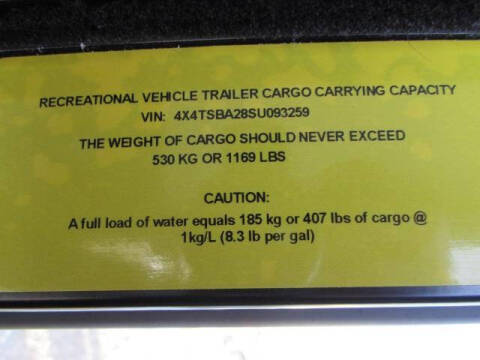 RECREATIONAL VEHICLE TRAILER CARGO CARRYING CAPACITY
VIN: 4X4TSBA28SU093259
THE WEIGHT OF CARGO SHOULD NEVER EXCEED
530 KG OR 1169 LBS
CAUTION:
A full load of water equals 185 kg or 407 lbs of cargo @
1kg/L (8.3 lb per gal)